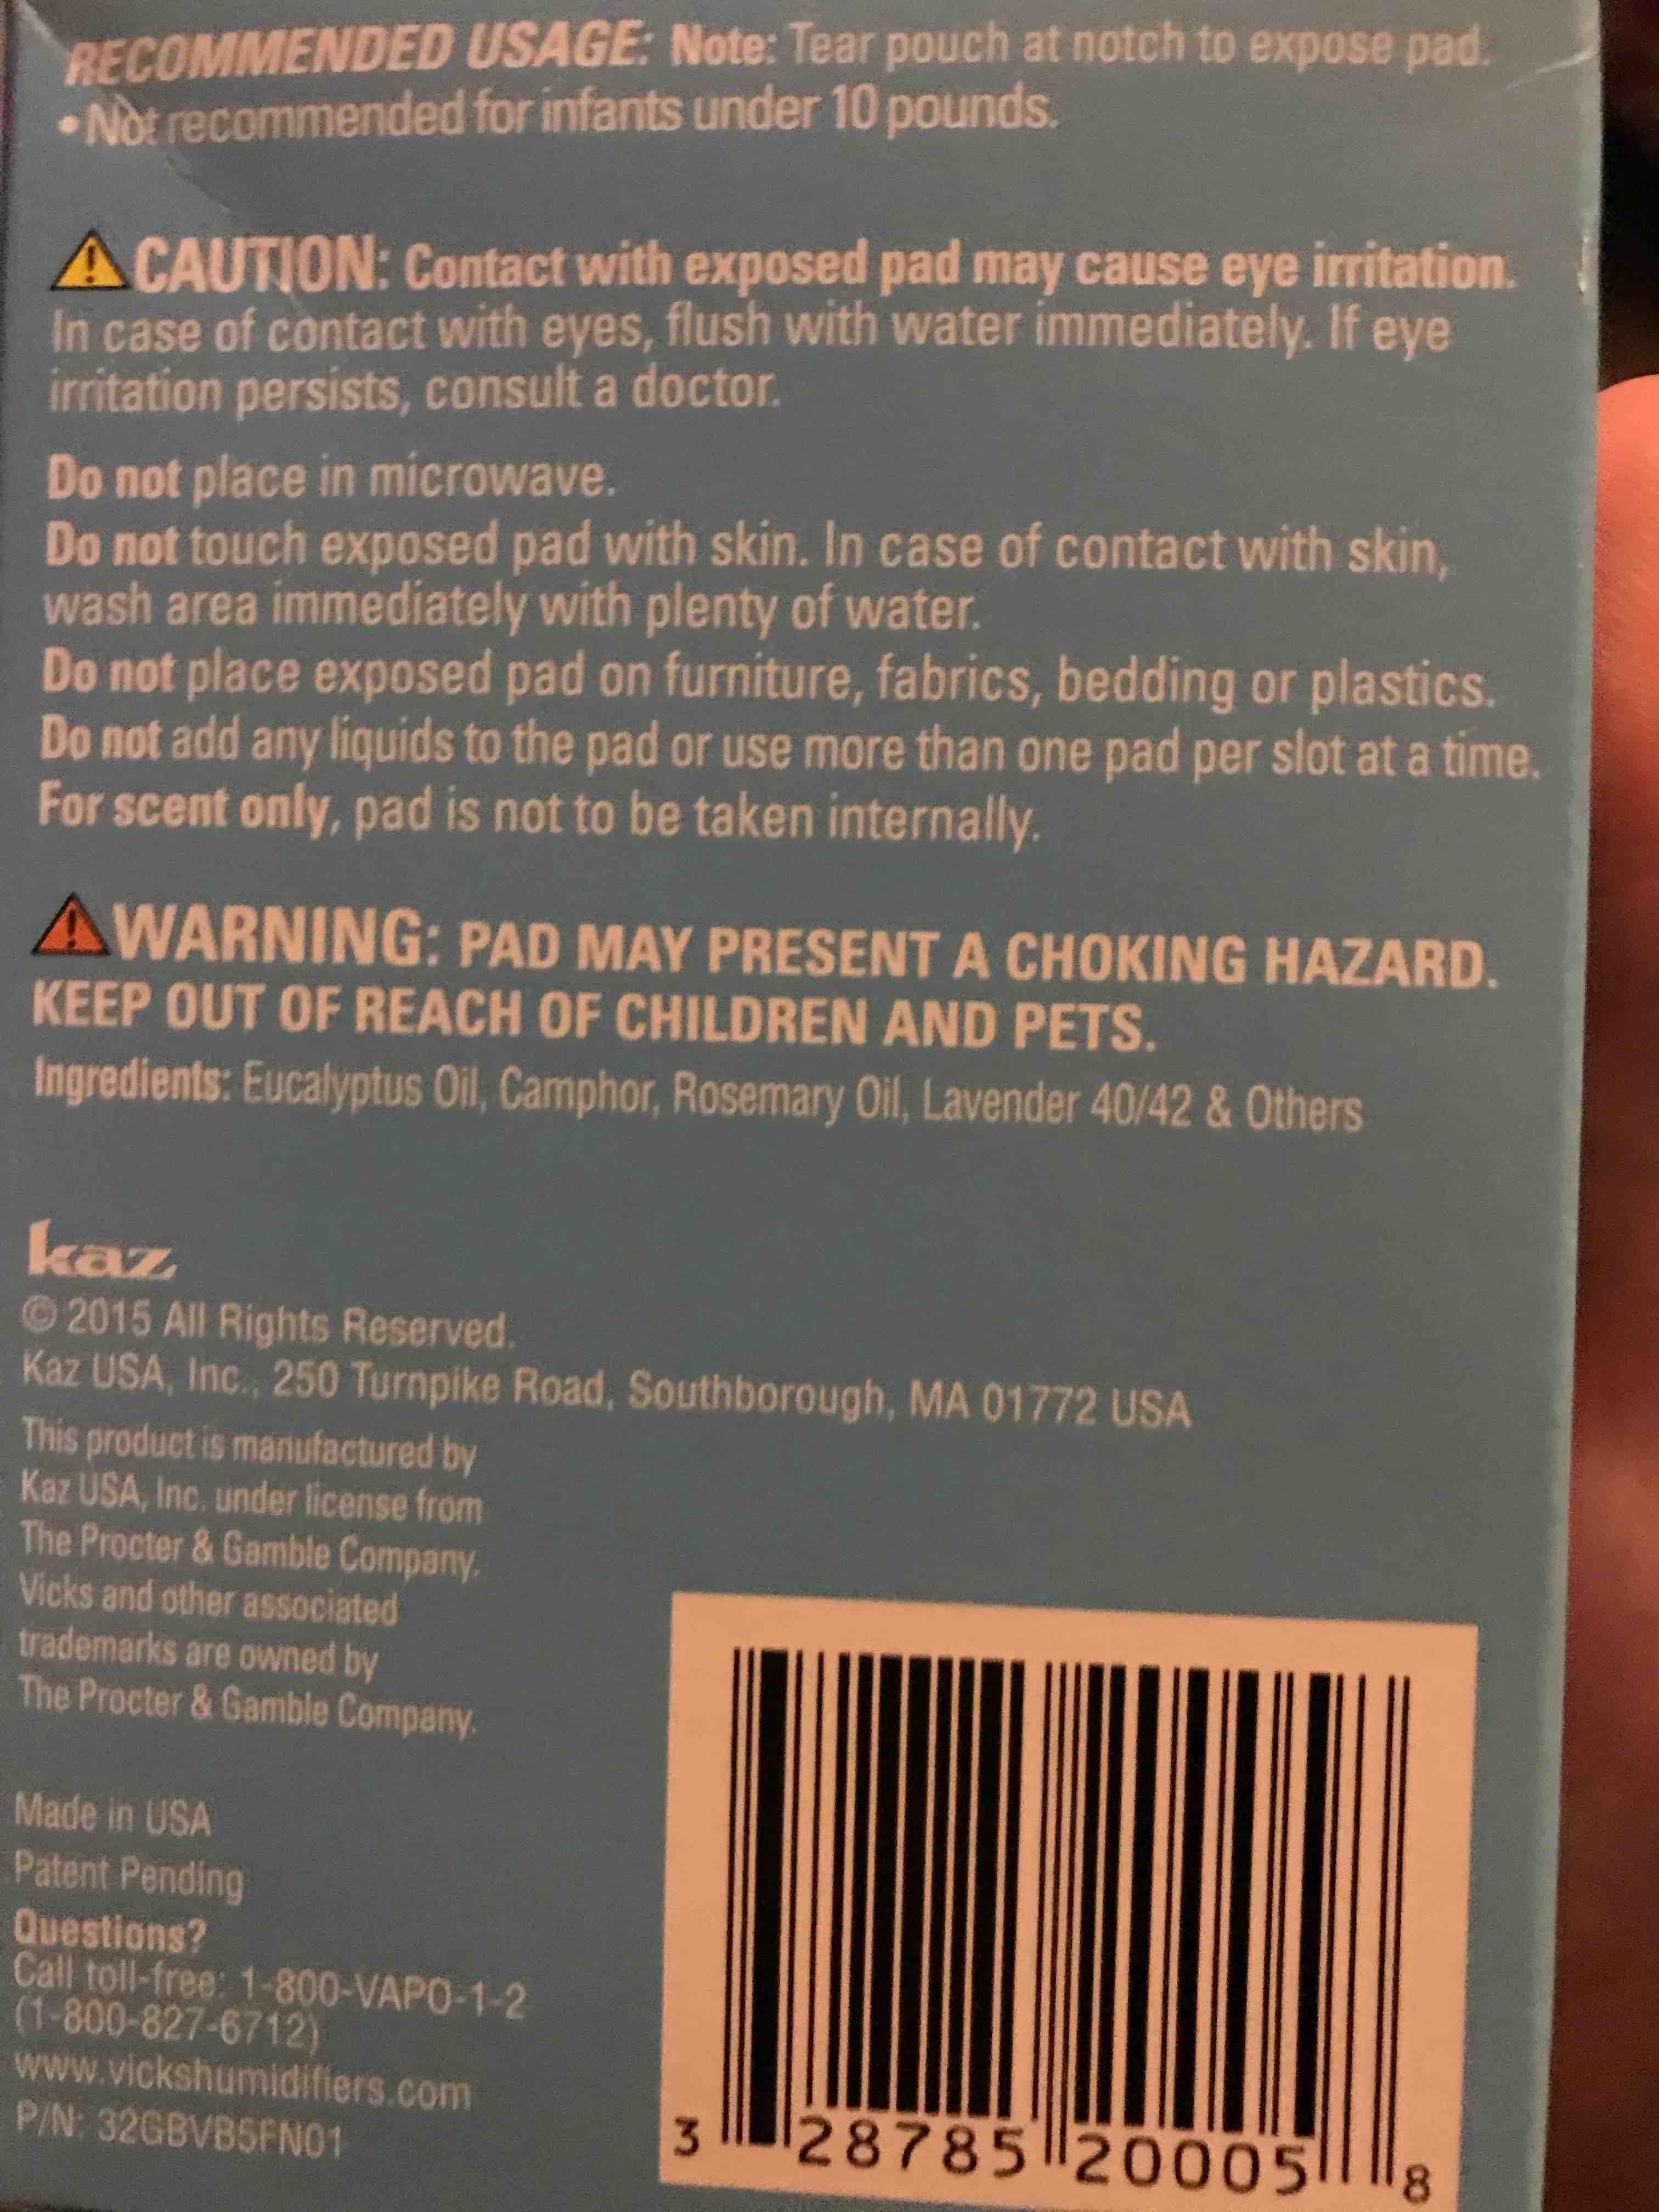 RECOMMENDED USAGE: Note: Tear pouch at notch to expose pad.
• Not recommended for infants under 10 pounds.
CAUTION: Contact with exposed pad may cause eye irritation.
In case of contact with eyes, flush with water immediately. If eye
irritation persists, consult a doctor.
Do not place in microwave.
Do not touch exposed pad with skin. In case of contact with skin,
wash area immediately with plenty of water.
Do not place exposed pad on furniture, fabrics, bedding or plastics.
Do not add any liquids to the pad or use more than one pad per slot at a time.
For scent only, pad is not to be taken internally.
WARNING: PAD MAY PRESENT A CHOKING HAZARD.
KEEP OUT OF REACH OF CHILDREN AND PETS.
Ingredients: Eucalyptus Oil, Camphor, Rosemary Oil, Lavender 40/42 & Others
kaz
© 2015 All Rights Reserved.
Kaz USA, Inc., 250 Turnpike Road, Southborough, MA 01772 USA
This product is manufactured by
Kaz USA, Inc. under license from
The Procter & Gamble Company.
Vicks and other associated
trademarks are owned by
The Procter & Gamble Company.
Made in USA
Patent Pending
Questions?
Call toll-free: 1-800-VAPO-1-2
(1-800-827-6712)
www.vickshumidifiers.com
P/N: 32GBVB5FN01
3 28785 20005 8